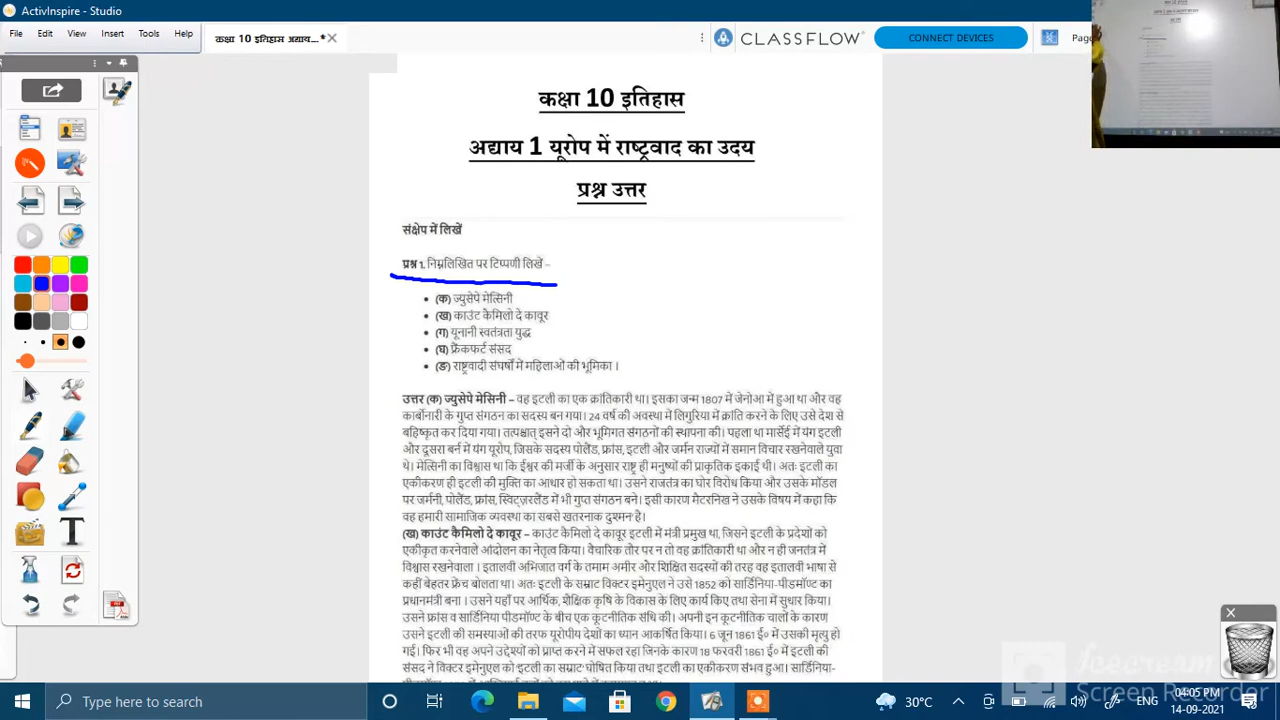 ActivInspire - Studio
File Edit View Insert Tools Help
कक्षा 10 इतिहास अध्याय...*
CLASSFLOW
CONNECT DEVICES
कक्षा 10 इतिहास
अद्याय 1 यूरोप में राष्ट्रवाद का उदय
प्रश्न उत्तर
संक्षेप में लिखें
प्रश्न 1. निम्नलिखित पर टिप्पणी लिखें –
(क) ज्युसेपे मेत्सिनी
(ख) काउंट कैमिलो दे कावूर
(ग) यूनानी स्वतंत्रता युद्ध
(घ) फ्रैंकफर्ट संसद
(ङ) राष्ट्रवादी संघर्षों में महिलाओं की भूमिका ।
उत्तर (क) ज्युसेपे मेत्सिनी – वह इटली का एक क्रांतिकारी था। इसका जन्म 1807 में जेनोआ में हुआ था और वह
कार्बोनारी के गुप्त संगठन का सदस्य बन गया। 24 वर्ष की अवस्था में लिगुरिया में क्रांति करने के लिए उसे देश से
बहिष्कृत कर दिया गया। तत्पश्चात् इसने दो और भूमिगत संगठनों की स्थापना की। पहला था मार्सेई में यंग इटली
और दूसरा बर्न में यंग यूरोप, जिसके सदस्य पोलैंड, फ्रांस, इटली और जर्मन राज्यों में समान विचार रखनेवाले युवा
थे। मेत्सिनी का विश्वास था कि ईश्वर की मर्जी के अनुसार राष्ट्र ही मनुष्यों की प्राकृतिक इकाई थी। अतः इटली का
एकीकरण ही इटली की मुक्ति का आधार हो सकता था। उसने राजतंत्र का घोर विरोध किया और उसके मॉडल
पर जर्मनी, पोलैंड, फ्रांस, स्विट्ज़रलैंड में भी गुप्त संगठन बने। इसी कारण मैटरनिख ने उसके विषय में कहा कि
वह हमारी सामाजिक व्यवस्था का सबसे खतरनाक दुश्मन है।
(ख) काउंट कैमिलो दे कावूर – काउंट कैमिलो दे कावूर इटली में मंत्री प्रमुख था, जिसने इटली के प्रदेशों को
एकीकृत करनेवाले आंदोलन का नेतृत्व किया। वैचारिक तौर पर न तो वह क्रांतिकारी था और न ही जनतंत्र में
विश्वास रखनेवाला । इतालवी अभिजात वर्ग के तमाम अमीर और शिक्षित सदस्यों की तरह वह इतालवी भाषा से
कहीं बेहतर फ्रेंच बोलता था। अतः इटली के सम्राट विक्टर इमेनुएल ने उसे 1852 को सार्डिनिया-पीडमॉण्ट का
प्रधानमंत्री बना । उसने यहाँ पर आर्थिक, शैक्षिक कृषि के विकास के लिए कार्य किए तथा सेना में सुधार किया।
उसने फ्रांस व सार्डिनिया पीडमॉण्ट के बीच एक कूटनीतिक संधि की। अपनी इन कूटनीतिक चालों के कारण
उसने इटली की समस्याओं की तरफ यूरोपीय देशों का ध्यान आकर्षित किया। 6 जून 1861 ई० में उसकी मृत्यु हो
गई। फिर भी वह अपने उद्देश्यों को प्राप्त करने में सफल रहा जिनके कारण 18 फरवरी 1861 ई० में इटली की
संसद ने विक्टर इमेनुएल को 'इटली का सम्राट' घोषित किया तथा इटली का एकीकरण संभव हुआ। सार्डिनिया-
icecream
Screen Recorder
Type here to search
30°C
ENG
04:05 PM
14-09-2021